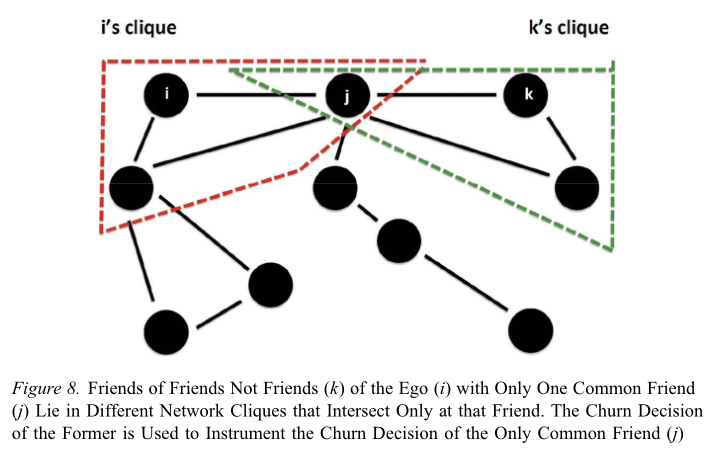 i's clique
k's clique
i
j
k
Figure 8. Friends of Friends Not Friends (k) of the Ego (i) with Only One Common Friend
(j) Lie in Different Network Cliques that Intersect Only at that Friend. The Churn Decision
of the Former is Used to Instrument the Churn Decision of the Only Common Friend (j)